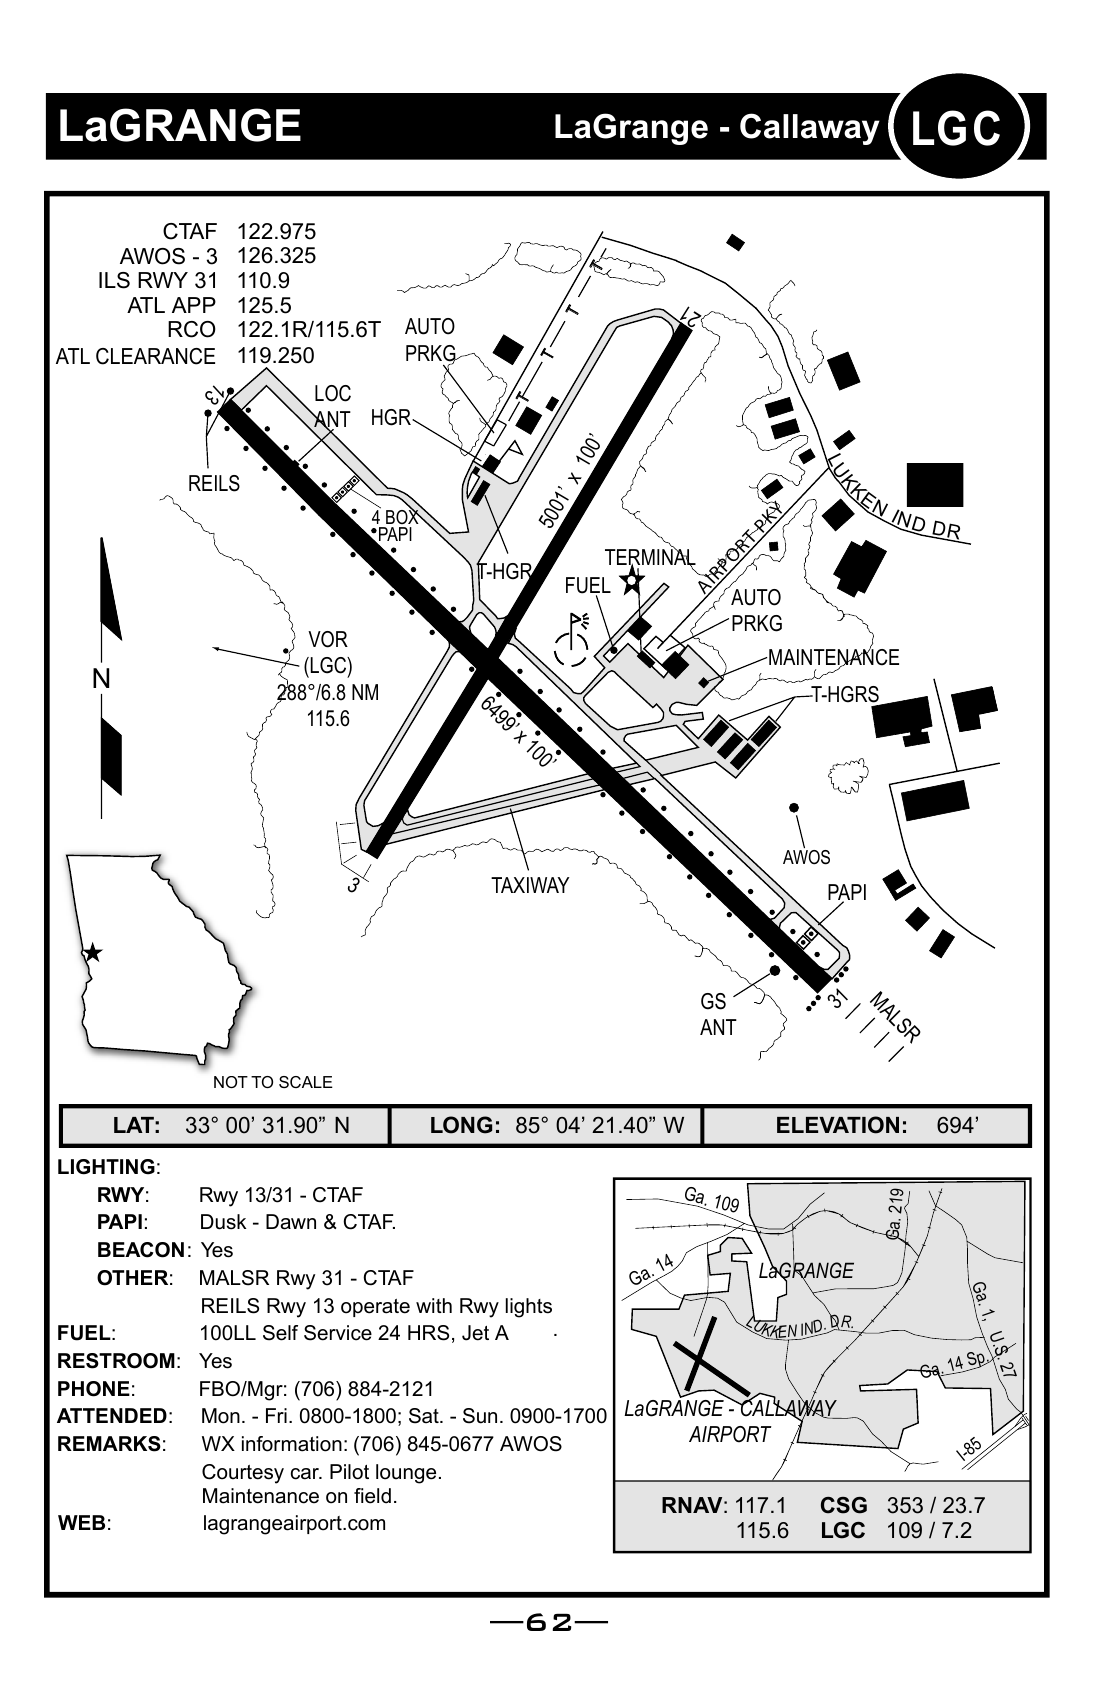 LaGRANGE
LaGrange - Callaway
LGC
CTAF 122.975
AWOS - 3 126.325
ILS RWY 31 110.9
ATL APP 125.5
RCO 122.1R/115.6T
ATL CLEARANCE 119.250
AUTO
PRKG
21
13
LOC
ANT
HGR
REILS
4 BOX
PAPI
5001’ x 100’
LUKKEN IND DR
T-HGR
TERMINAL
AIRPORT PKY
FUEL
AUTO
PRKG
VOR
(LGC)
288°/6.8 NM
115.6
MAINTENANCE
N
T-HGRS
6499’ x 100’
T
T
T
T
AWOS
3
TAXIWAY
PAPI
GS
ANT
31
MALSR
NOT TO SCALE
LAT: 33° 00’ 31.90” N LONG: 85° 04’ 21.40” W ELEVATION: 694’
LIGHTING:
RWY: Rwy 13/31 - CTAF
PAPI: Dusk - Dawn & CTAF.
BEACON: Yes
OTHER: MALSR Rwy 31 - CTAF
REILS Rwy 13 operate with Rwy lights
FUEL: 100LL Self Service 24 HRS, Jet A
RESTROOM: Yes
PHONE: FBO/Mgr: (706) 884-2121
ATTENDED: Mon. - Fri. 0800-1800; Sat. - Sun. 0900-1700
REMARKS: WX information: (706) 845-0677 AWOS
Courtesy car. Pilot lounge.
Maintenance on field.
WEB: lagrangeairport.com
Ga. 109
Ga. 219
Ga. 14
LaGRANGE
LUKKEN IND. DR.
Ga. 1, U.S. 27
Ga. 14 Sp.
LaGRANGE - CALLAWAY
AIRPORT
I-85
RNAV: 117.1 CSG 353 / 23.7
115.6 LGC 109 / 7.2
62